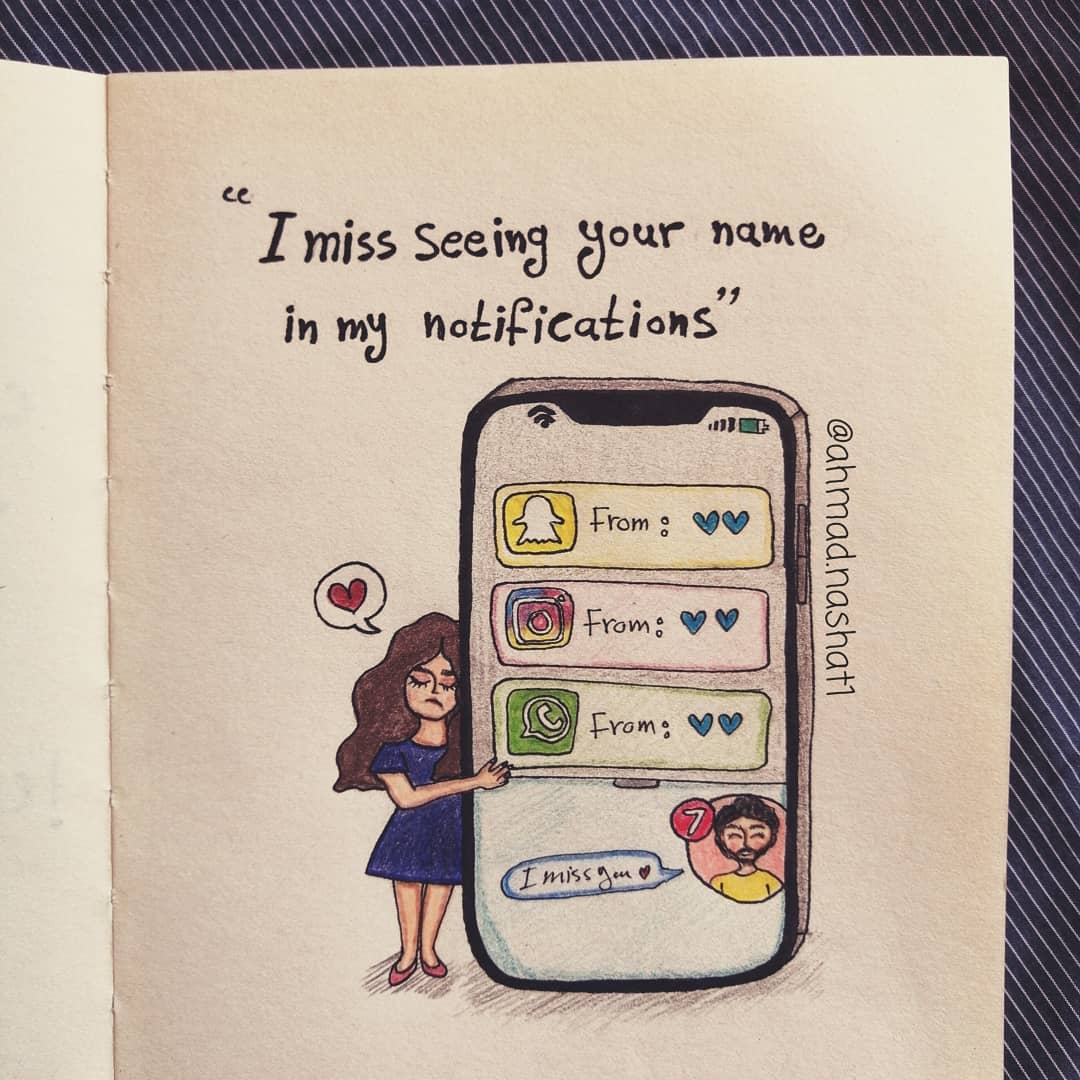 “ I miss seeing your name
in my notifications”
From:
From:
From:
7
I miss you
@ahmad.nashat1